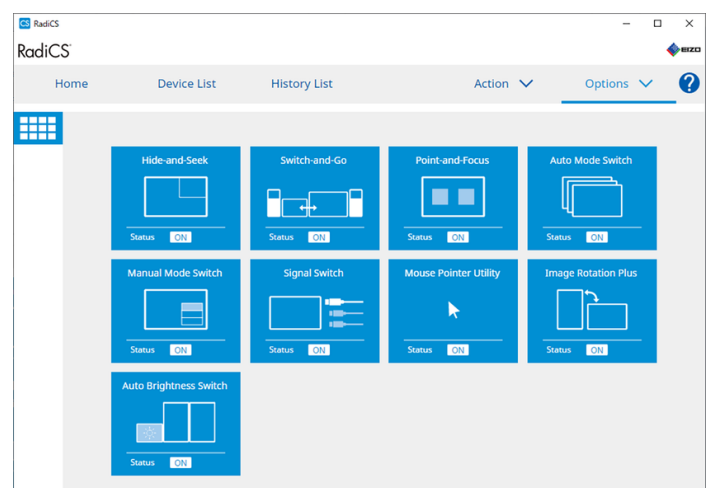 CS RadiCS
RadiCS
EIZO
Home Device List History List Action Options ?
Hide-and-Seek Switch-and-Go Point-and-Focus Auto Mode Switch
Status ON Status ON Status ON Status ON
Manual Mode Switch Signal Switch Mouse Pointer Utility Image Rotation Plus
Status ON Status ON Status ON Status ON
Auto Brightness Switch
Status ON